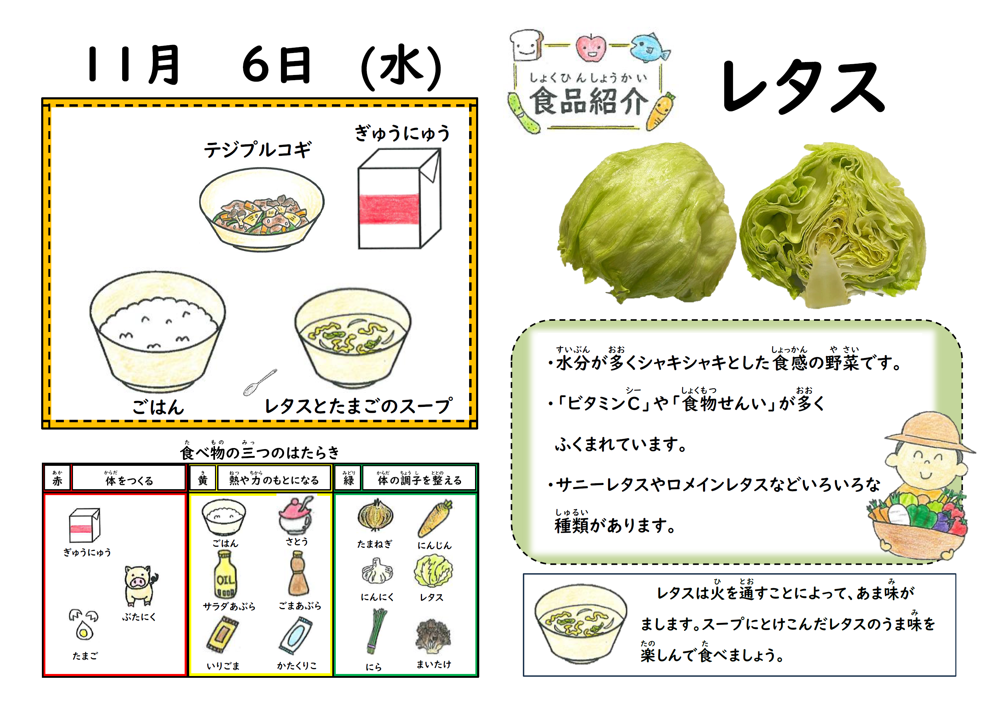 11月 6日 (水)
テジプルコギ
ぎゅうにゅう
ごはん
レタスとたまごのスープ
た もの みっ
食べ物の三つのはたらき
あか からだ
赤 体をつくる
き ねつ ちから
黄 熱や力のもとになる
みどり からだ ちょう し ととの
緑 体の調子を整える
ぎゅうにゅう
ぶたにく
たまご
ごはん さとう
OIL
サラダあぶら ごまあぶら
いりごま かたくりこ
たまねぎ にんじん
にんにく レタス
にら まいたけ
しょくひんしょうかい
食品紹介
レタス
すいぶん おお しょっかん や さい
・水分が多くシャキシャキとした食感の野菜です。
シー しょくもつ おお
・「ビタミンC」や「食物せんい」が多く
ふくまれています。
・サニーレタスやロメインレタスなどいろいろな
しゅるい
種類があります。
ひ とお み
レタスは火を通すことによって、あま味が
み
まします。スープにとけこんだレタスのうま味を
たの た
楽しんで食べましょう。